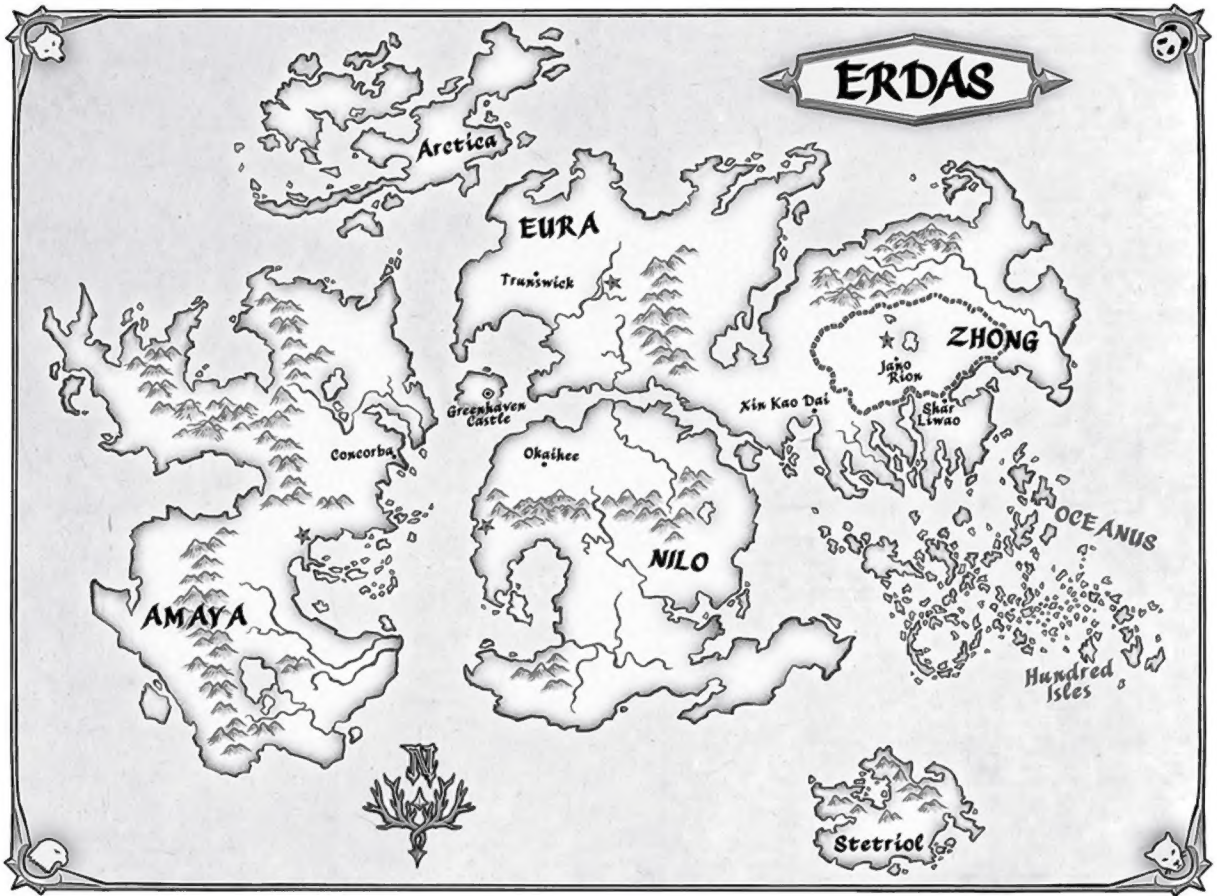 ERDAS
Arctica
EURA
Trunswick
ZHONG
Jano
Rion
Greenhaven
Castle
Xin Kao Dai
Shar
Liwao
Concorba
Okaihee
OCEANUS
NILO
AMAYA
Hundred
Isles
N
Stetriol